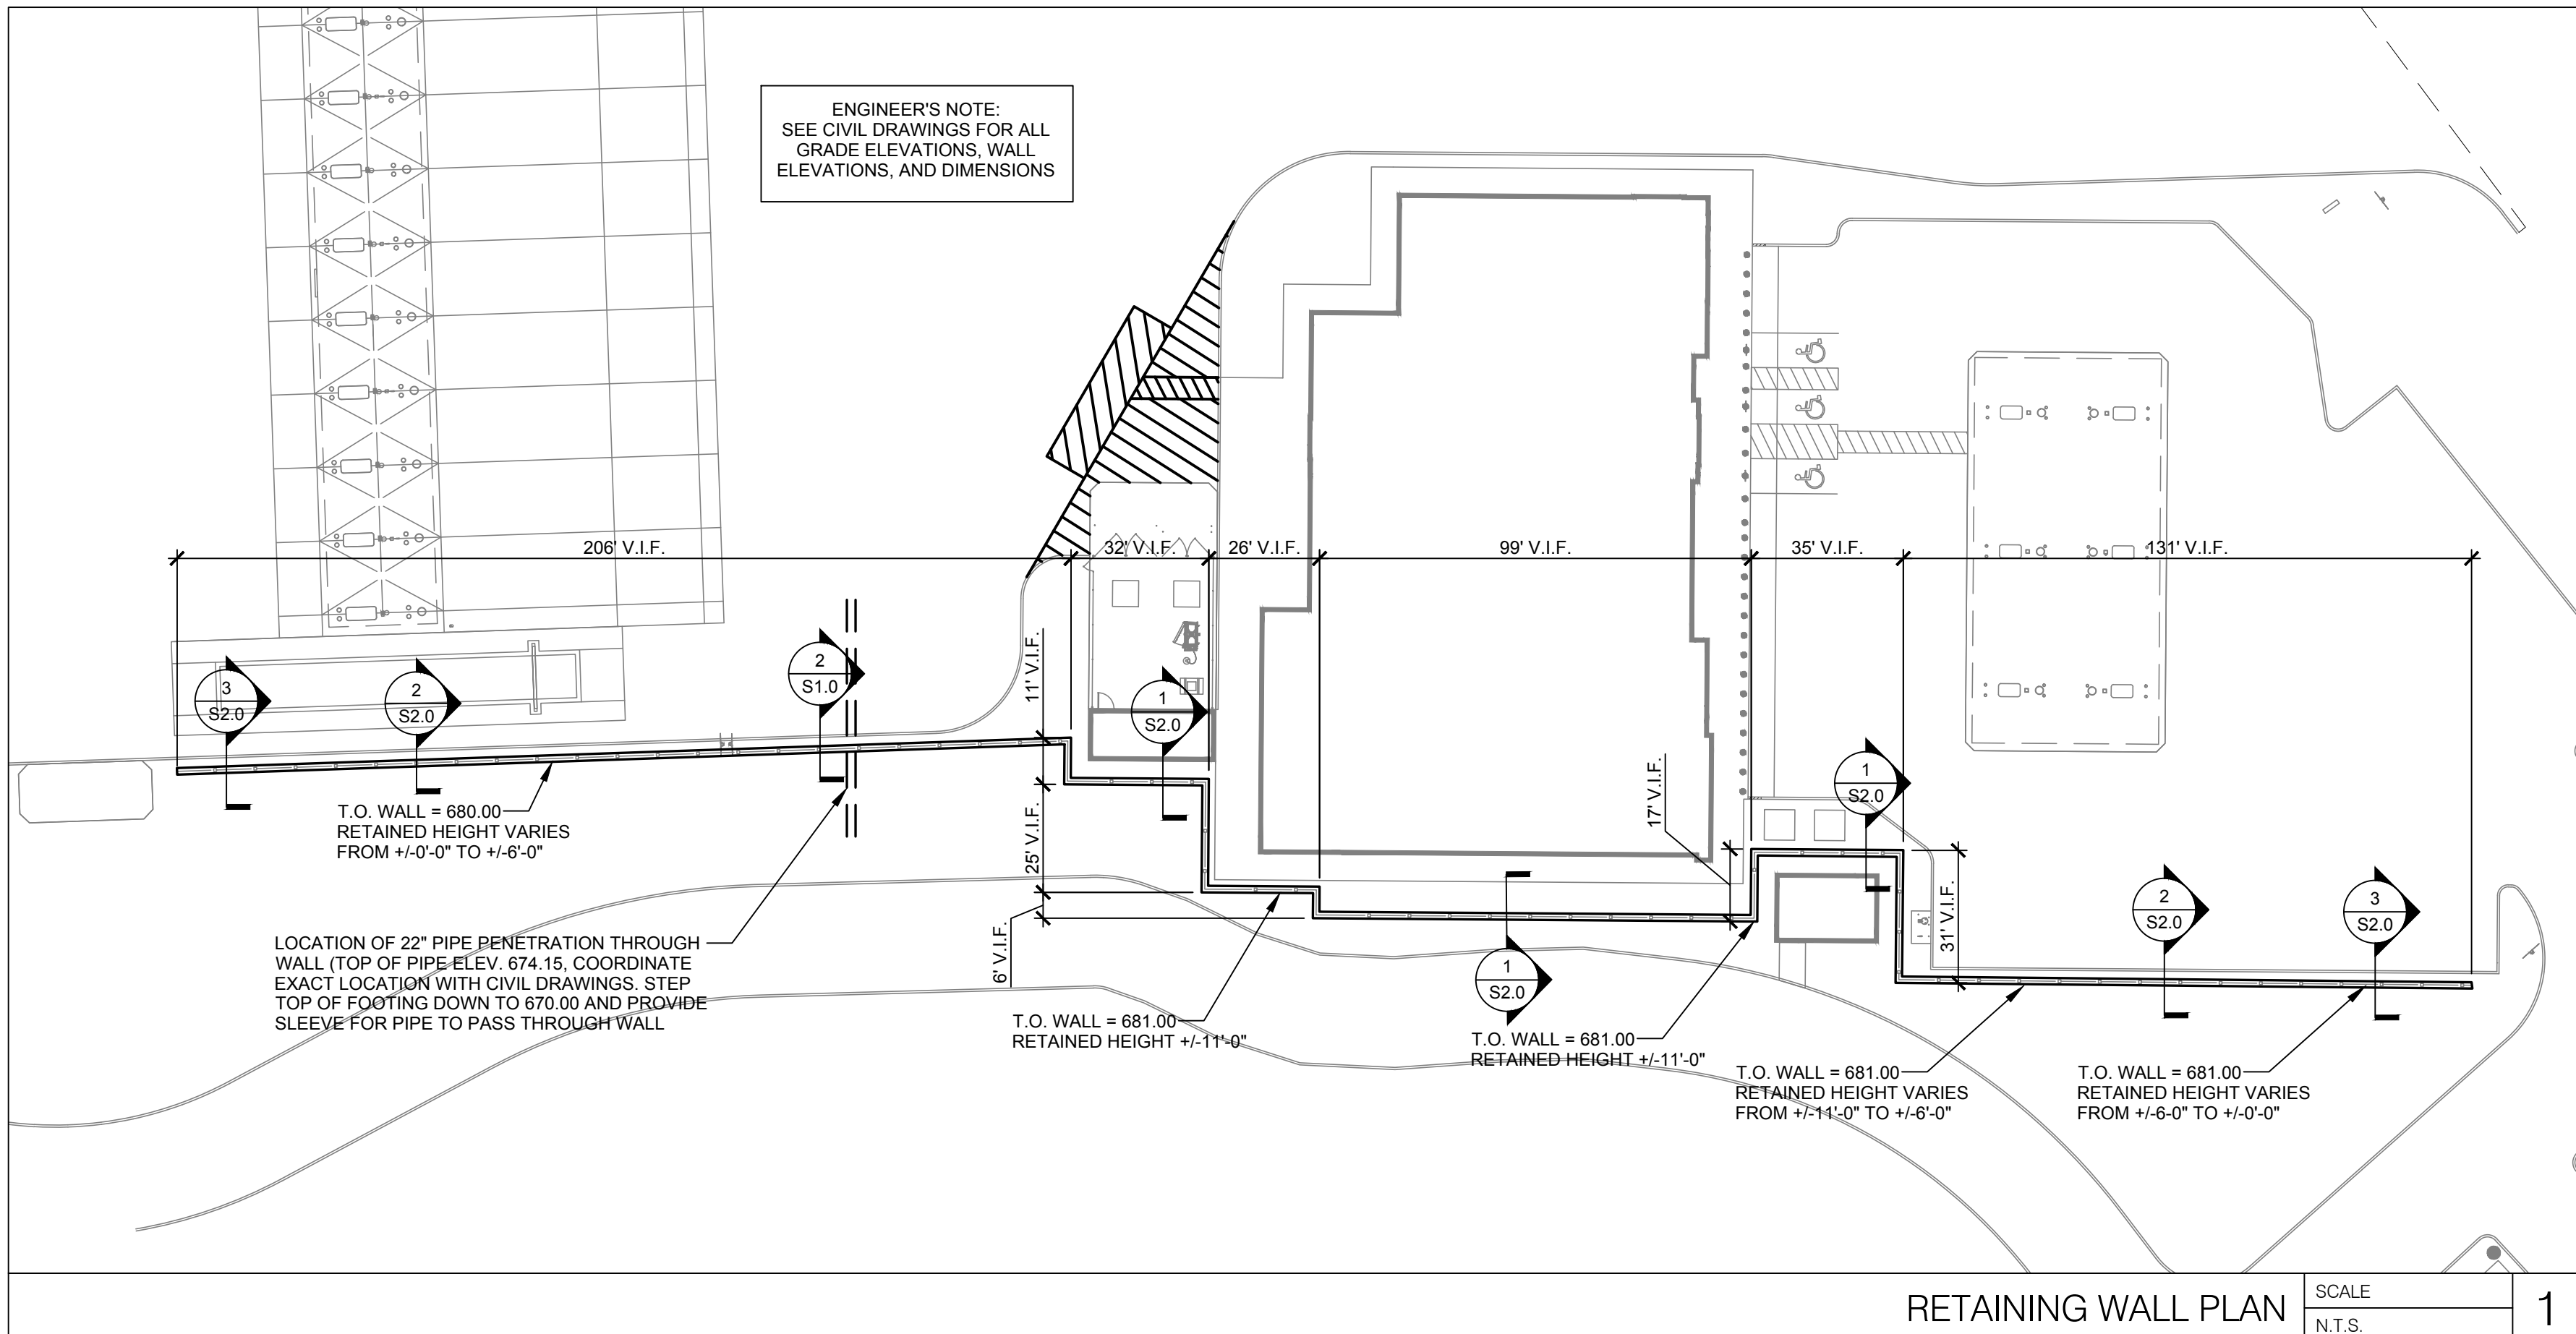 ENGINEER'S NOTE:
SEE CIVIL DRAWINGS FOR ALL
GRADE ELEVATIONS, WALL
ELEVATIONS, AND DIMENSIONS
206' V.I.F.
32' V.I.F.
26' V.I.F.
99' V.I.F.
35' V.I.F.
131' V.I.F.
3
S2.0
2
S2.0
2
S1.0
11' V.I.F.
1
S2.0
25' V.I.F.
6' V.I.F.
17' V.I.F.
1
S2.0
31' V.I.F.
2
S2.0
3
S2.0
1
S2.0
T.O. WALL = 680.00
RETAINED HEIGHT VARIES
FROM +/-0'-0" TO +/-6'-0"
LOCATION OF 22" PIPE PENETRATION THROUGH
WALL (TOP OF PIPE ELEV. 674.15, COORDINATE
EXACT LOCATION WITH CIVIL DRAWINGS. STEP
TOP OF FOOTING DOWN TO 670.00 AND PROVIDE
SLEEVE FOR PIPE TO PASS THROUGH WALL
T.O. WALL = 681.00
RETAINED HEIGHT +/-11'-0"
T.O. WALL = 681.00
RETAINED HEIGHT +/-11'-0"
T.O. WALL = 681.00
RETAINED HEIGHT VARIES
FROM +/-11'-0" TO +/-6'-0"
T.O. WALL = 681.00
RETAINED HEIGHT VARIES
FROM +/-6-0" TO +/-0'-0"
RETAINING WALL PLAN
SCALE
N.T.S.
1